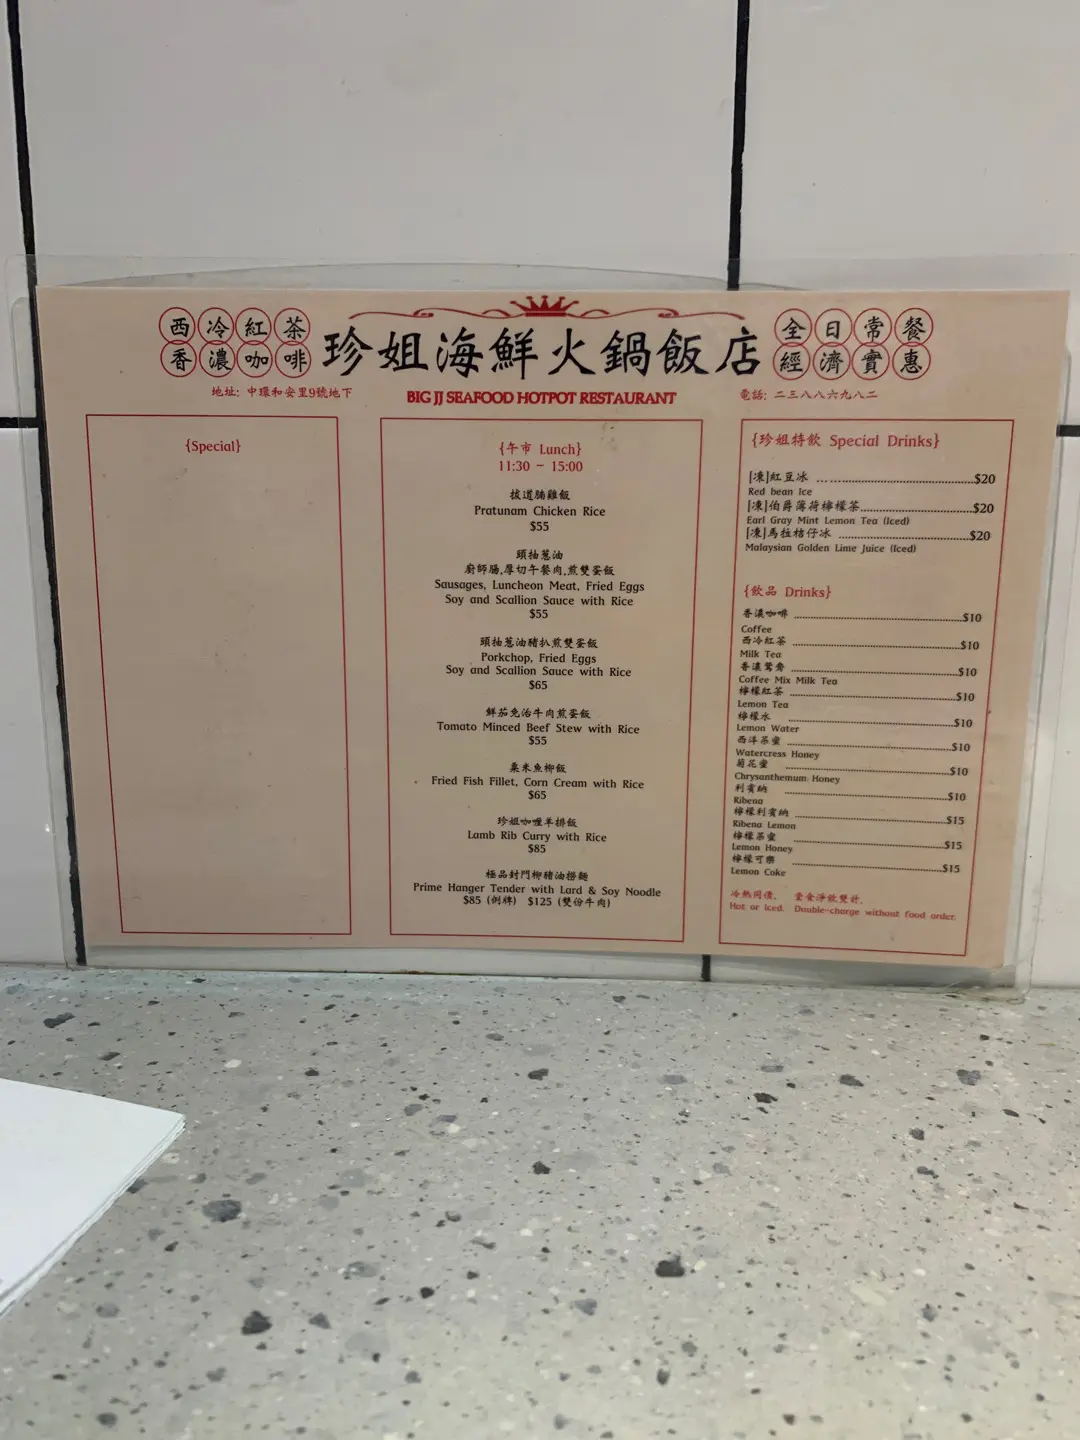 西冷紅茶
香濃咖啡
珍姐海鮮火鍋飯店
全日常餐
經濟實惠
地址: 中環和安里9號地下
BIG JJ SEAFOOD HOTPOT RESTAURANT
電話: 二三八八六九八二
{Special}
{午市 Lunch}
11:30 ~ 15:00
拔道腩雞飯
Pratunam Chicken Rice
$55
頭抽蔥油
廚師腸,厚切午餐肉,煎雙蛋飯
Sausages, Luncheon Meat, Fried Eggs
Soy and Scallion Sauce with Rice
$55
頭抽蔥油豬扒煎雙蛋飯
Porkchop, Fried Eggs
Soy and Scallion Sauce with Rice
$65
鮮茄免治牛肉煎蛋飯
Tomato Minced Beef Stew with Rice
$55
粟米魚柳飯
Fried Fish Fillet, Corn Cream with Rice
$65
珍姐咖喱羊排飯
Lamb Rib Curry with Rice
$85
極品封門柳豬油撈麵
Prime Hanger Tender with Lard & Soy Noodle
$85 (例牌) $125 (雙份牛肉)
{珍姐特飲 Special Drinks}
[凍]紅豆冰 ........................$20
Red bean Ice
[凍]伯爵薄荷檸檬茶........................$20
Earl Gray Mint Lemon Tea (Iced)
[凍]馬拉桔仔冰 ........................$20
Malaysian Golden Lime Juice (Iced)
{飲品 Drinks}
香濃咖啡 ........................$10
Coffee
西冷紅茶 ........................$10
Milk Tea
香濃鴛鴦 ........................$10
Coffee Mix Milk Tea
檸檬紅茶 ........................$10
Lemon Tea
檸檬水 ........................$10
Lemon Water
西洋菜蜜 ........................$10
Watercress Honey
菊花蜜 ........................$10
Chrysanthemum Honey
利賓納 ........................$10
Ribena
檸檬利賓納 ........................$15
Ribena Lemon
檸檬茶蜜 ........................$15
Lemon Honey
檸檬可樂 ........................$15
Lemon Coke
冷熱同價, 堂食淨飲雙計.
Hot or Iced. Double-charge without food order.